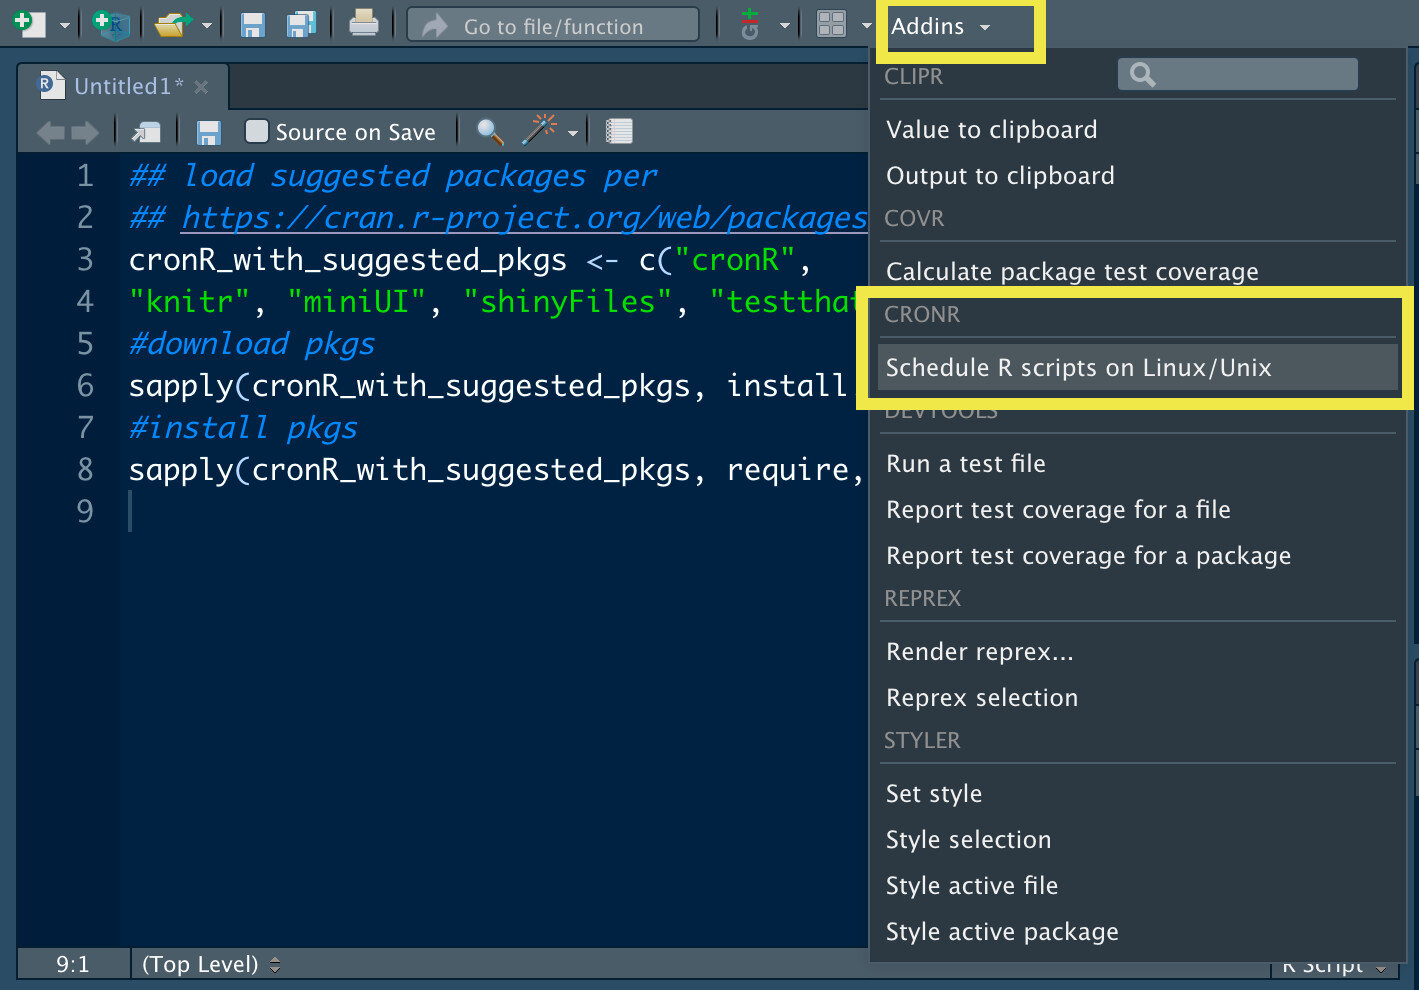 Go to file/function
Addins
Untitled1*
Source on Save
1 ## load suggested packages per
2 ## https://cran.r-project.org/web/packages
3 cronR_with_suggested_pkgs <- c("cronR",
4 "knitr", "miniUI", "shinyFiles", "testthat
5 #download pkgs
6 sapply(cronR_with_suggested_pkgs, install
7 #install pkgs
8 sapply(cronR_with_suggested_pkgs, require,
9
CLIPR
Value to clipboard
Output to clipboard
COVR
Calculate package test coverage
CRONR
Schedule R scripts on Linux/Unix
DEVTOOLS
Run a test file
Report test coverage for a file
Report test coverage for a package
REPREX
Render reprex...
Reprex selection
STYLER
Set style
Style selection
Style active file
Style active package
9:1 (Top Level) R Script